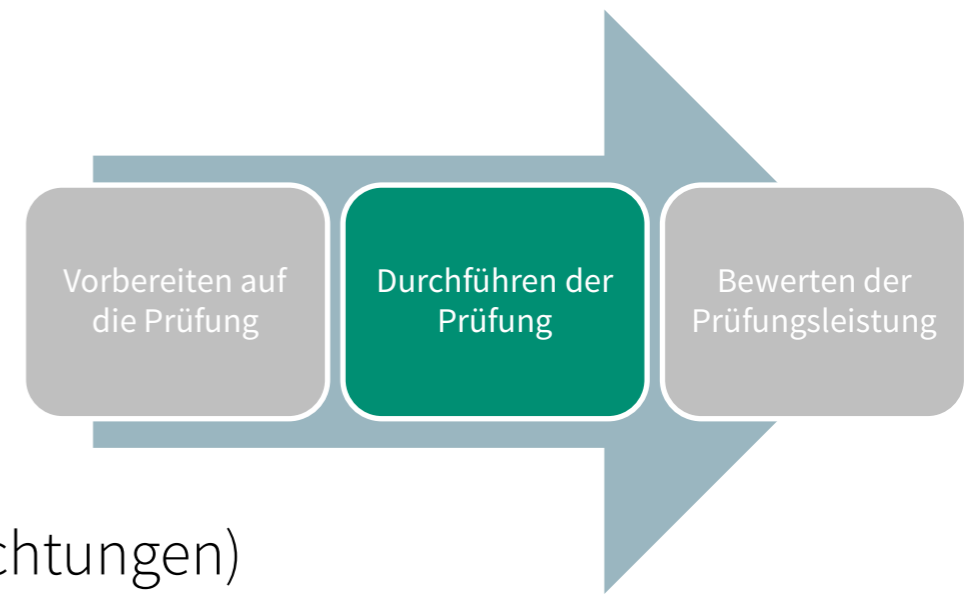 Vorbereiten auf
die Prüfung
Durchführen der
Prüfung
Bewerten der
Prüfungsleistung
chtungen)